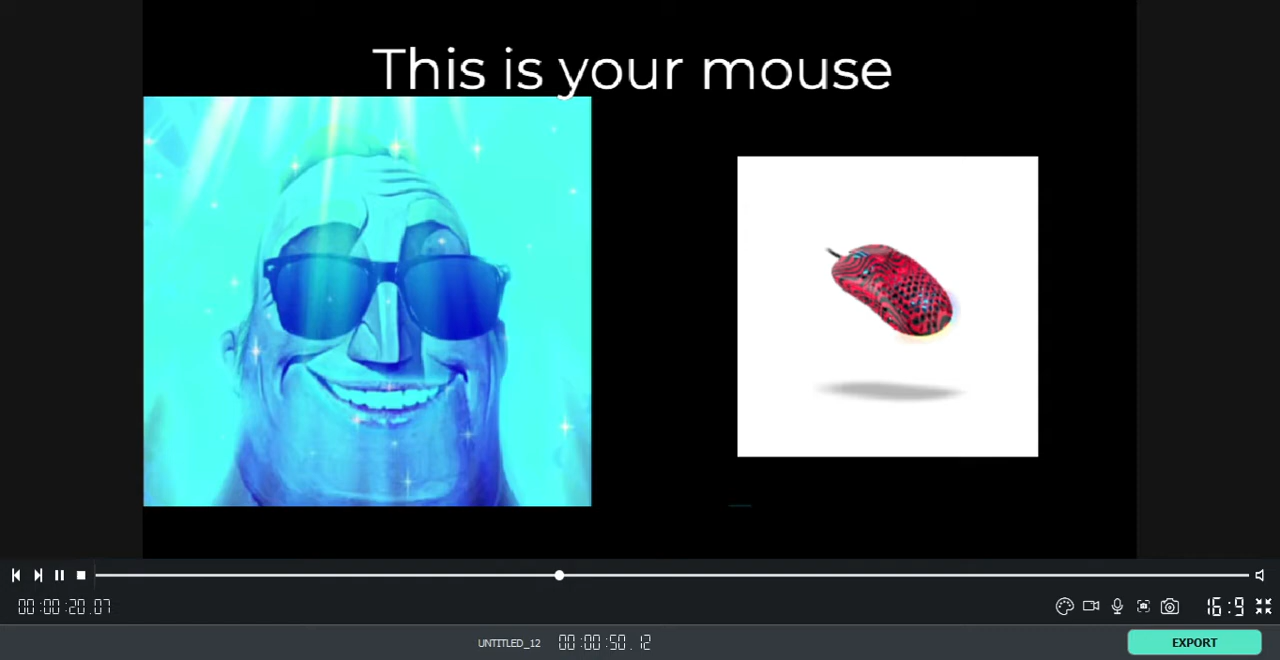 This is your mouse
00:00:20.07
16:9
UNTITLED_12
00:00:50.12
EXPORT